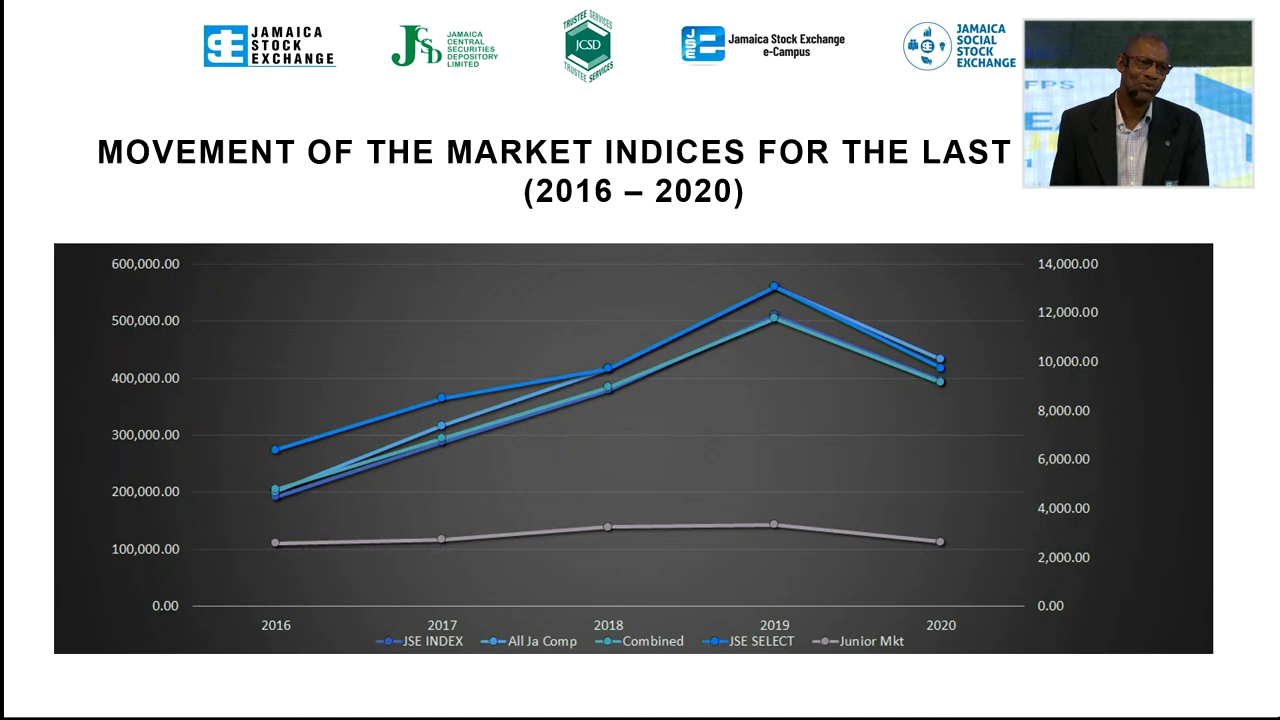 JAMAICA
STOCK
EXCHANGE
JCSD
JAMAICA
CENTRAL
SECURITIES
DEPOSITORY
LIMITED
TRUSTEE SERVICES
JCSD
TRUSTEE SERVICES
JSE
Jamaica Stock Exchange
e-Campus
JAMAICA
SOCIAL
STOCK
EXCHANGE
FPS
MOVEMENT OF THE MARKET INDICES FOR THE LAST
(2016 – 2020)
600,000.00
500,000.00
400,000.00
300,000.00
200,000.00
100,000.00
0.00
14,000.00
12,000.00
10,000.00
8,000.00
6,000.00
4,000.00
2,000.00
0.00
2016 2017 2018 2019 2020
JSE INDEX All Ja Comp Combined JSE SELECT Junior Mkt